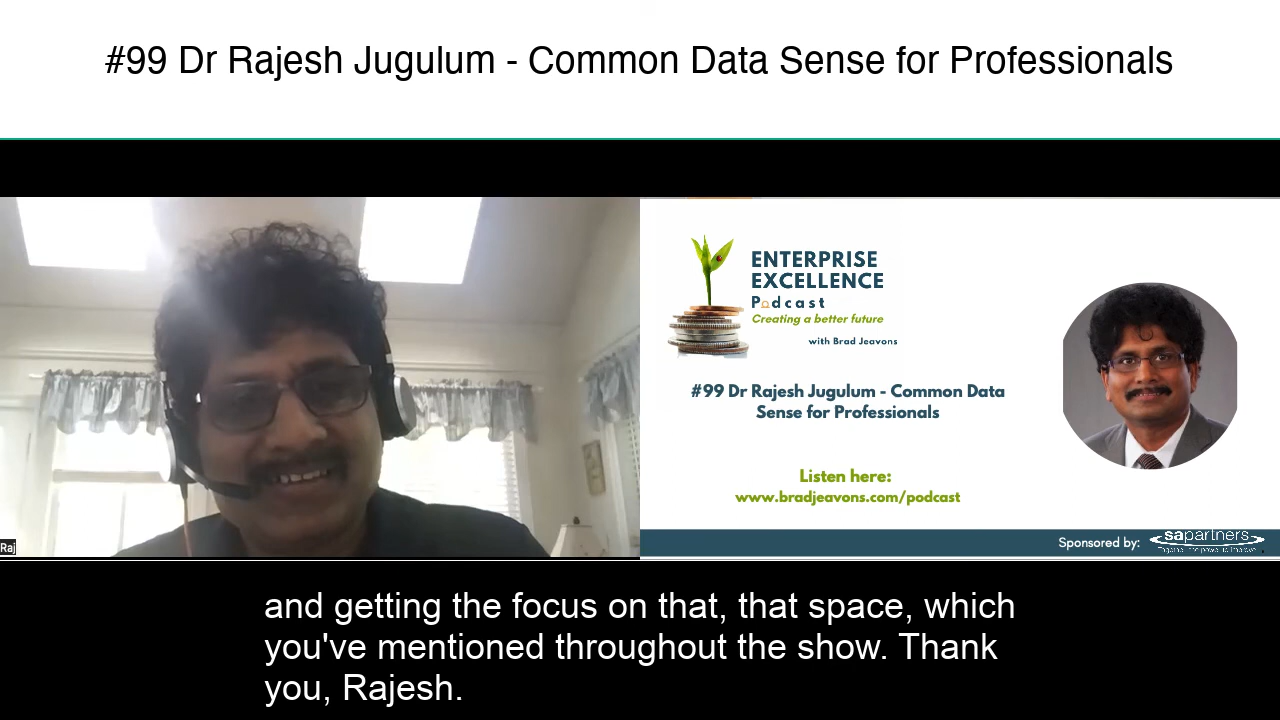 #99 Dr Rajesh Jugulum - Common Data Sense for Professionals
ENTERPRISE
EXCELLENCE
Podcast
Creating a better future
with Brad Jeavons
#99 Dr Rajesh Jugulum - Common Data
Sense for Professionals
Listen here:
www.bradjeavons.com/podcast
Raj
Sponsored by:
sapartners
and getting the focus on that, that space, which
you've mentioned throughout the show. Thank
you, Rajesh.